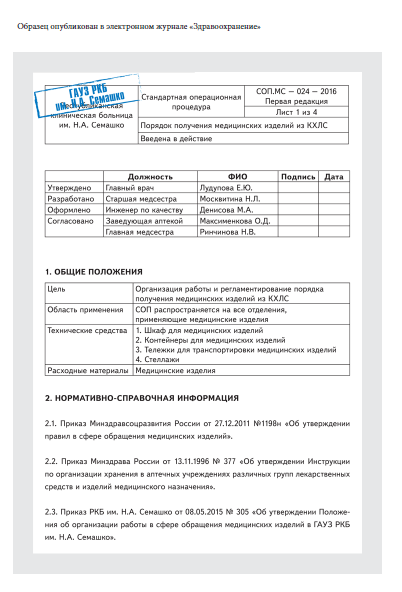 Образец опубликован в электронном журнале «Здравоохранение»
ГАУЗ РКБ
им. Н.А. Семашко
Республиканская
клиническая больница
им. Н.А. Семашко
Стандартная операционная
процедура
СОП.МС — 024 — 2016
Первая редакция
Лист 1 из 4
Порядок получения медицинских изделий из КХЛС
Введена в действие
Должность ФИО Подпись Дата
Утверждено Главный врач Лудупова Е.Ю.
Разработано Старшая медсестра Москвитина Н.Л.
Оформлено Инженер по качеству Денисова М.А.
Согласовано Заведующая аптекой Максименкова О.Д.
Главная медсестра Ринчинова Н.В.
1. ОБЩИЕ ПОЛОЖЕНИЯ
Цель Организация работы и регламентирование порядка
получения медицинских изделий из КХЛС
Область применения СОП распространяется на все отделения,
применяющие медицинские изделия
Технические средства 1. Шкаф для медицинских изделий
2. Контейнеры для медицинских изделий
3. Тележки для транспортировки медицинских изделий
4. Стеллажи
Расходные материалы Медицинские изделия
2. НОРМАТИВНО-СПРАВОЧНАЯ ИНФОРМАЦИЯ
2.1. Приказ Минздравсоцразвития России от 27.12.2011 №1198н «Об утверждении
правил в сфере обращения медицинских изделий».
2.2. Приказ Минздрава России от 13.11.1996 № 377 «Об утверждении Инструкции
по организации хранения в аптечных учреждениях различных групп лекарственных
средств и изделий медицинского назначения».
2.3. Приказ РКБ им. Н.А. Семашко от 08.05.2015 № 305 «Об утверждении Положе-
ния об организации работы в сфере обращения медицинских изделий в ГАУЗ РКБ
им. Н.А. Семашко».